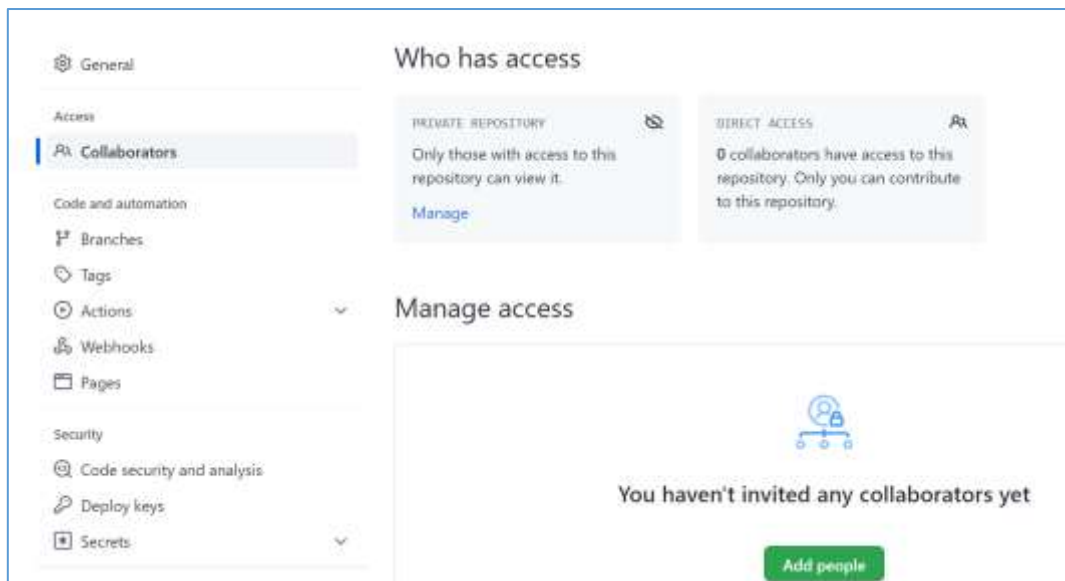 General
Access
Collaborators
Code and automation
Branches
Tags
Actions
Webhooks
Pages
Security
Code security and analysis
Deploy keys
Secrets
Who has access
PRIVATE REPOSITORY
Only those with access to this
repository can view it.
Manage
DIRECT ACCESS
0 collaborators have access to this
repository. Only you can contribute
to this repository.
Manage access
You haven't invited any collaborators yet
Add people